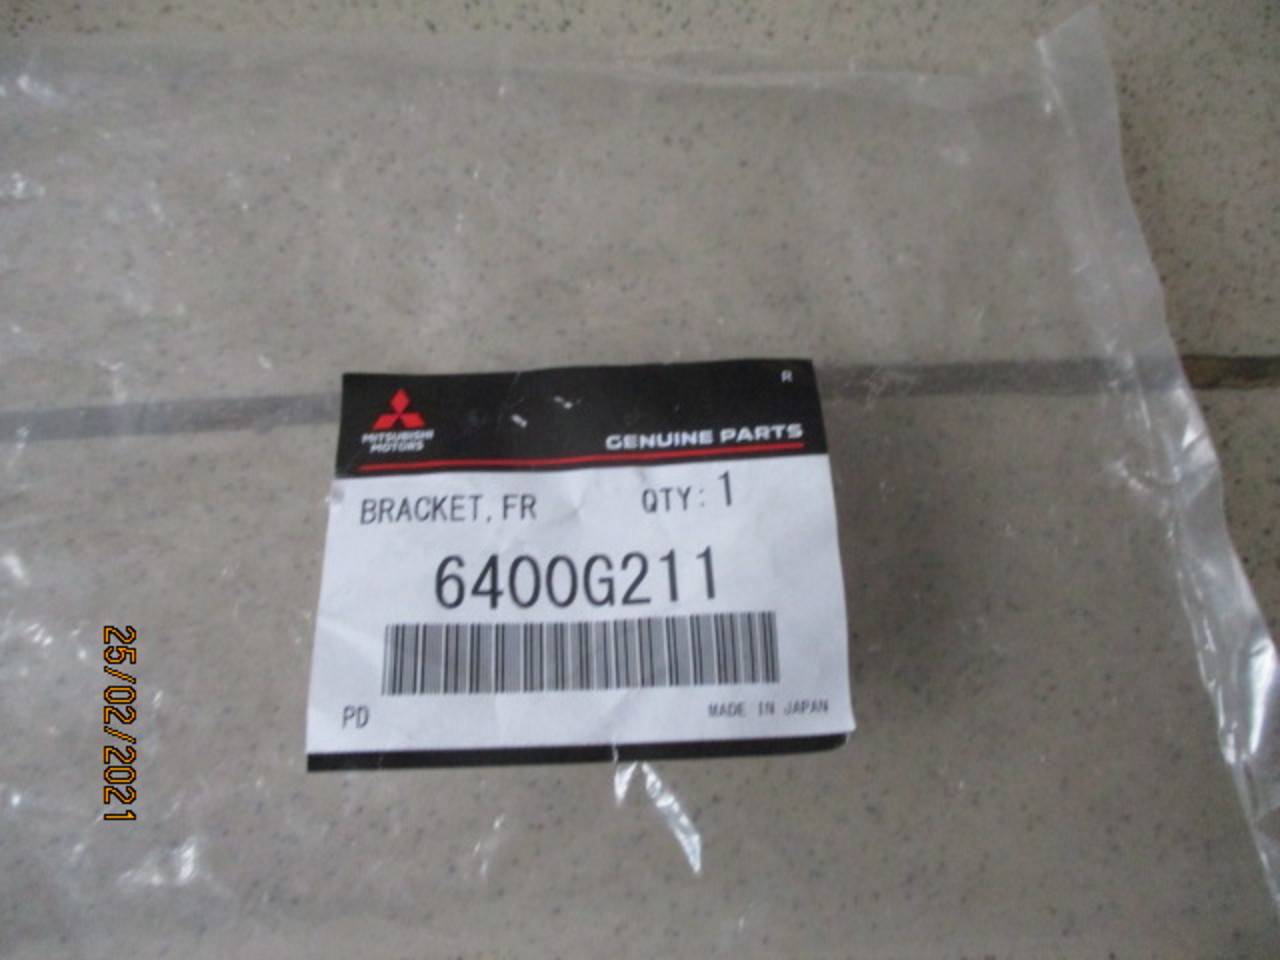 R
MITSUBISHI
MOTORS
GENUINE PARTS
BRACKET, FR QTY: 1
6400G211
PD MADE IN JAPAN
25/02/2021